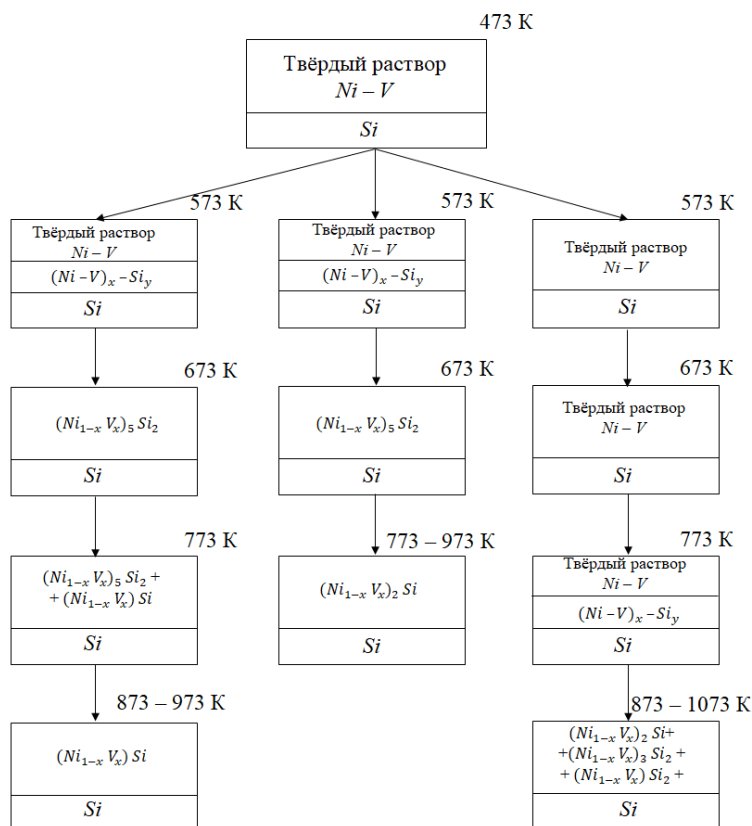 473 К
Твёрдый раствор
Ni – V
Si
573 К
573 К
573 К
Твёрдый раствор
Ni – V
(Ni – V)ₓ – Siᵧ
Si
Твёрдый раствор
Ni – V
(Ni – V)ₓ – Siᵧ
Si
Твёрдый раствор
Ni – V
Si
673 К
673 К
673 К
(Ni₁₋ₓ Vₓ)₅ Si₂
Si
(Ni₁₋ₓ Vₓ)₅ Si₂
Si
Твёрдый раствор
Ni – V
Si
773 К
773 – 973 К
773 К
(Ni₁₋ₓ Vₓ)₅ Si₂ +
+ (Ni₁₋ₓ Vₓ) Si
Si
(Ni₁₋ₓ Vₓ)₂ Si
Si
Твёрдый раствор
Ni – V
(Ni – V)ₓ – Siᵧ
Si
873 – 973 К
873 – 1073 К
(Ni₁₋ₓ Vₓ) Si
Si
(Ni₁₋ₓ Vₓ)₂ Si+
+(Ni₁₋ₓ Vₓ)₃ Si₂ +
+ (Ni₁₋ₓ Vₓ) Si₂ +
Si